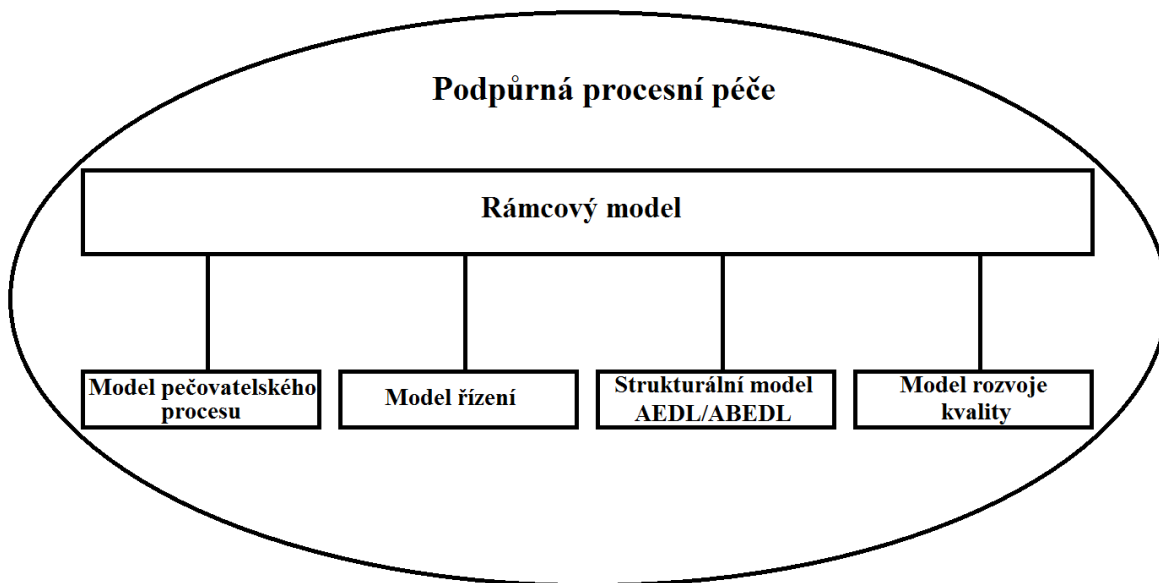 Podpůrná procesní péče
Rámcový model
Model pečovatelského
procesu
Model řízení
Strukturální model
AEDL/ABEDL
Model rozvoje
kvality